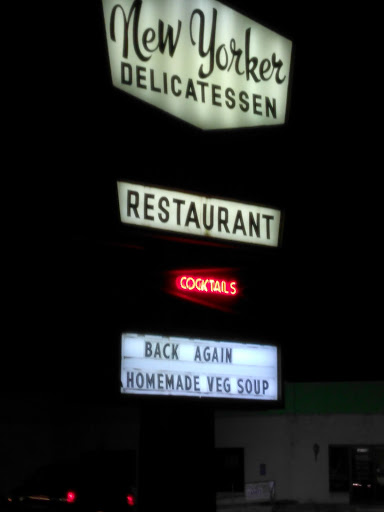 New Yorker
DELICATESSEN
RESTAURANT
COCKTAILS
BACK AGAIN
HOMEMADE VEG SOUP